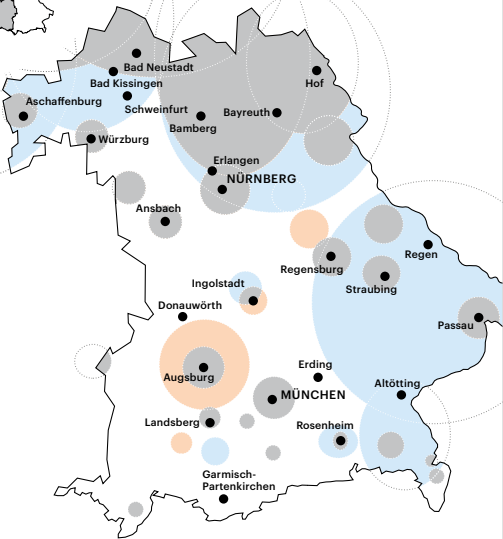 Bad Neustadt
Hof
Bad Kissingen
Aschaffenburg
Schweinfurt
Bayreuth
Bamberg
Würzburg
Erlangen
NÜRNBERG
Ansbach
Regen
Regensburg
Ingolstadt
Straubing
Donauwörth
Passau
Erding
Augsburg
Altötting
MÜNCHEN
Landsberg
Rosenheim
Garmisch-
Partenkirchen